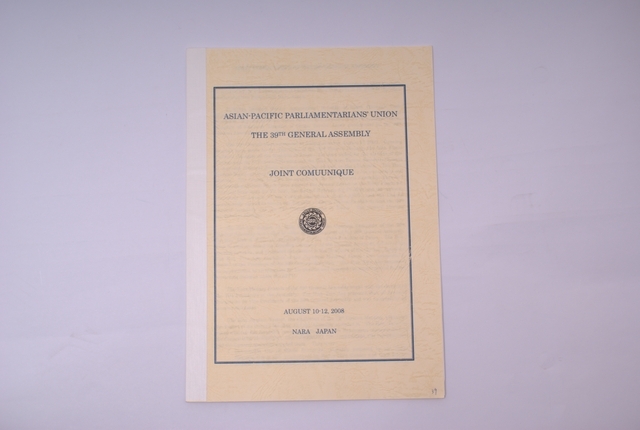 ASIAN-PACIFIC PARLIAMENTARIANS' UNION
THE 39TH GENERAL ASSEMBLY
JOINT COMUUNIQUE
AUGUST 10-12, 2008
NARA JAPAN